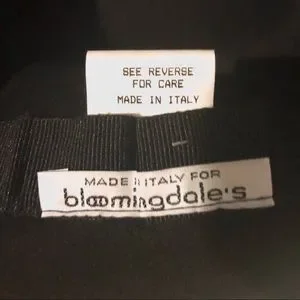 SEE REVERSE
FOR CARE
MADE IN ITALY
MADE IN ITALY FOR
bloomingdale's